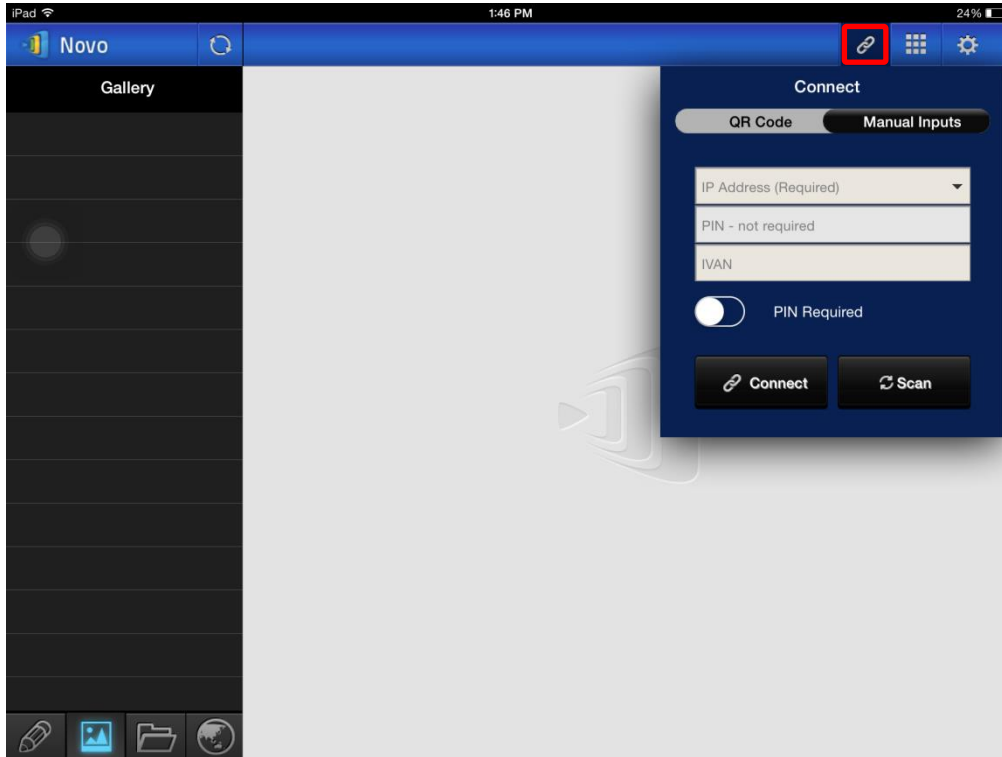 iPad 1:46 PM 24%
Novo
Gallery
Connect
QR Code Manual Inputs
IP Address (Required)
PIN - not required
IVAN
PIN Required
Connect Scan